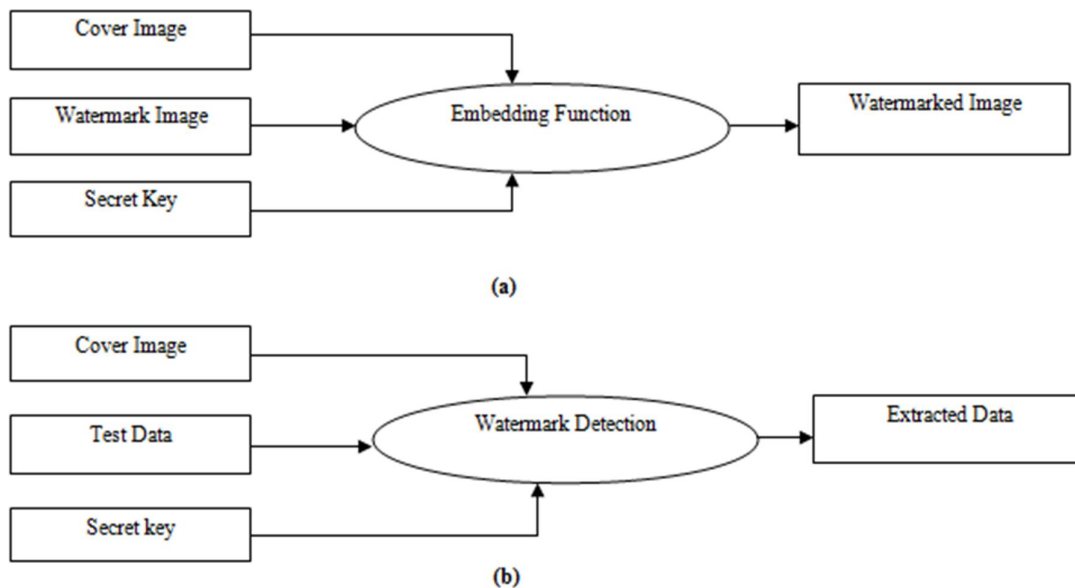 Cover Image
Watermark Image
Secret Key
Embedding Function
Watermarked Image
(a)
Cover Image
Test Data
Secret key
Watermark Detection
Extracted Data
(b)